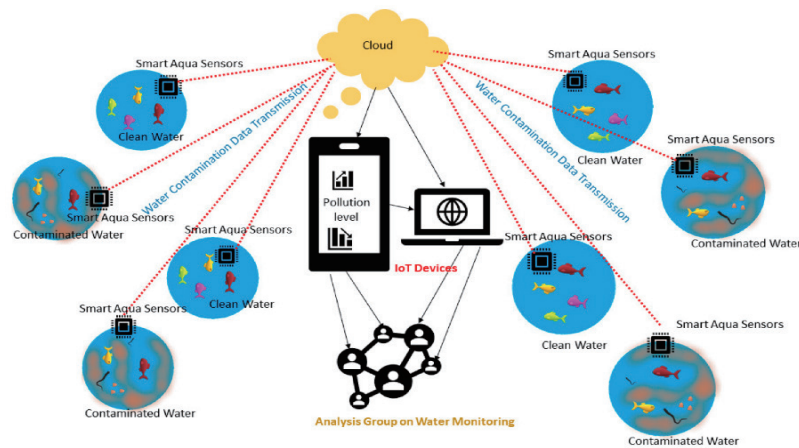 Cloud
Smart Aqua Sensors
Clean Water
Smart Aqua Sensors
Contaminated Water
Smart Aqua Sensors
Clean Water
Smart Aqua Sensors
Contaminated Water
Water Contamination Data Transmission
Pollution
level
IoT Devices
Water Contamination Data Transmission
Smart Aqua Sensors
Clean Water
Smart Aqua Sensors
Contaminated Water
Smart Aqua Sensors
Clean Water
Smart Aqua Sensors
Contaminated Water
Analysis Group on Water Monitoring